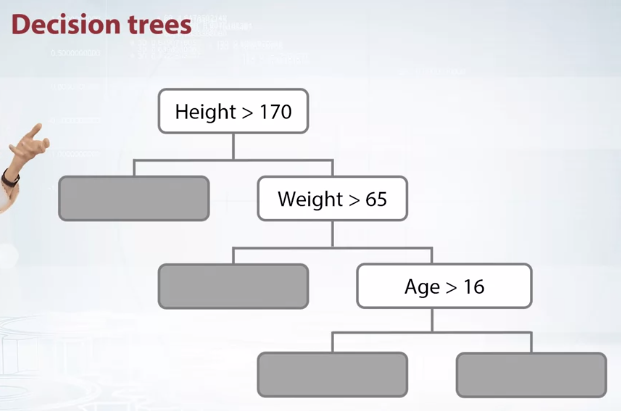 Decision trees
Height > 170
Weight > 65
Age > 16